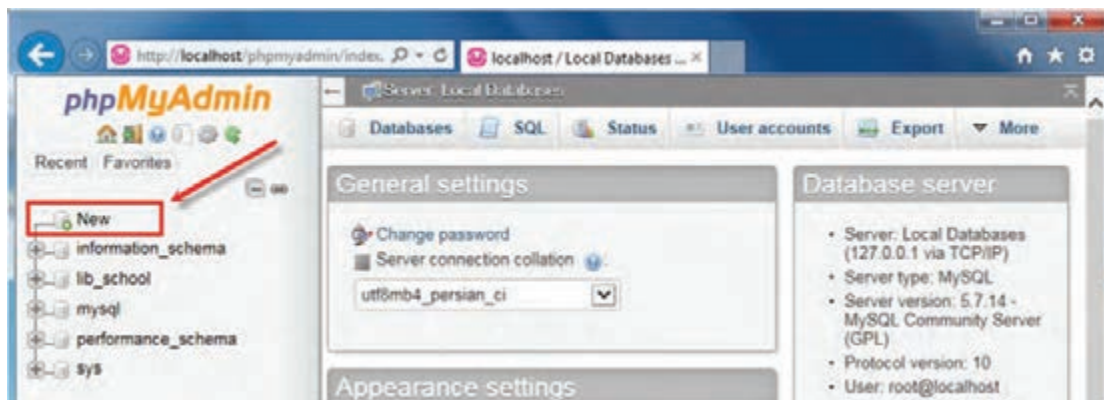 http://localhost/phpmyadmin/index.
localhost / Local Databases ...
phpMyAdmin
Recent Favorites
New
information_schema
lib_school
mysql
performance_schema
sys
Server: Local Databases
Databases SQL Status User accounts Export More
General settings
Change password
Server connection collation
utf8mb4_persian_ci
Appearance settings
Database server
Server: Local Databases
(127.0.0.1 via TCP/IP)
Server type: MySQL
Server version: 5.7.14 -
MySQL Community Server
(GPL)
Protocol version: 10
User: root@localhost